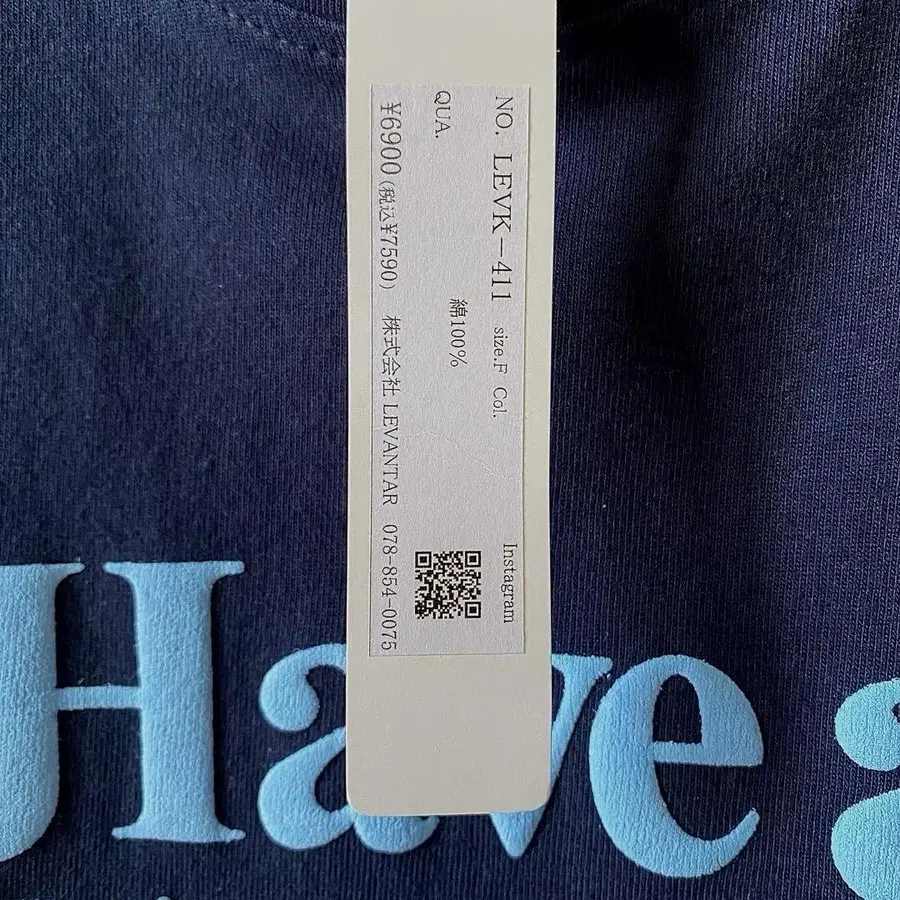 NO. LEVK-411 size.F Col.
QUA.
綿100%
¥6900(税込¥7590) 株式会社 LEVANTAR 078-854-0075
Instagram
Have a